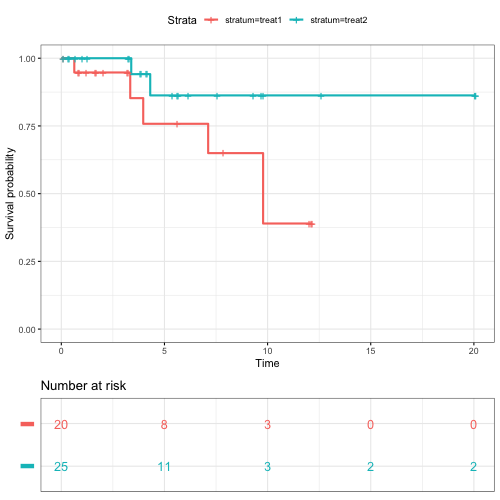 Strata stratum=treat1 stratum=treat2
1.00
0.75
0.50
0.25
0.00
Survival probability
0 5 10 15 20
Time
Number at risk
20 8 3 0 0
25 11 3 2 2